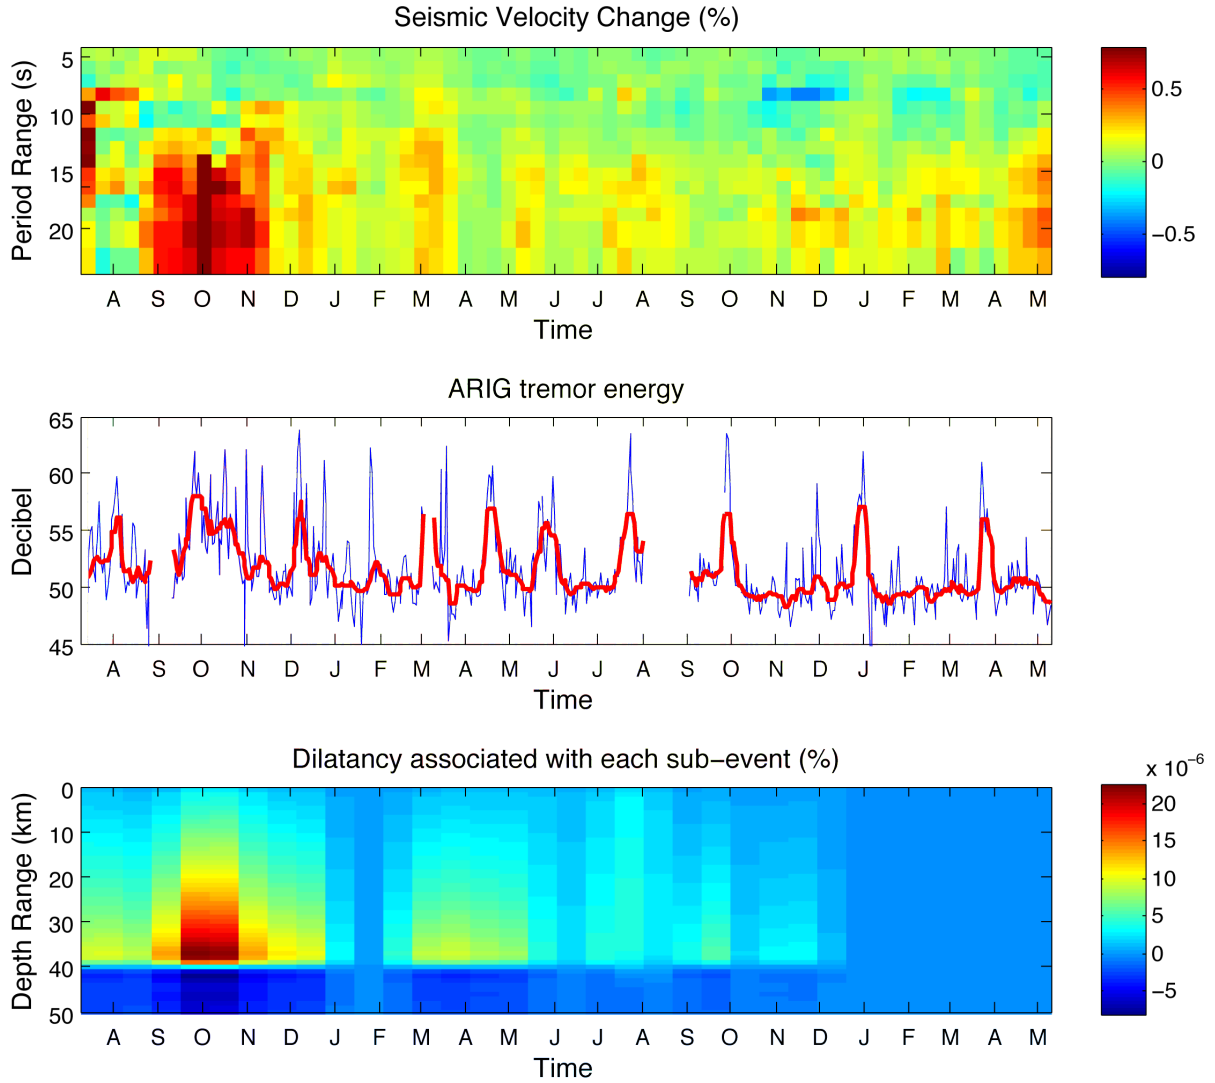 Seismic Velocity Change (%)
Period Range (s)
5
10
15
20
A S O N D J F M A M J J A S O N D J F M A M
Time
0.5
0
−0.5
ARIG tremor energy
Decibel
65
60
55
50
45
A S O N D J F M A M J J A S O N D J F M A M
Time
Dilatancy associated with each sub−event (%)
Depth Range (km)
0
10
20
30
40
50
A S O N D J F M A M J J A S O N D J F M A M
Time
x 10−6
20
15
10
5
0
−5